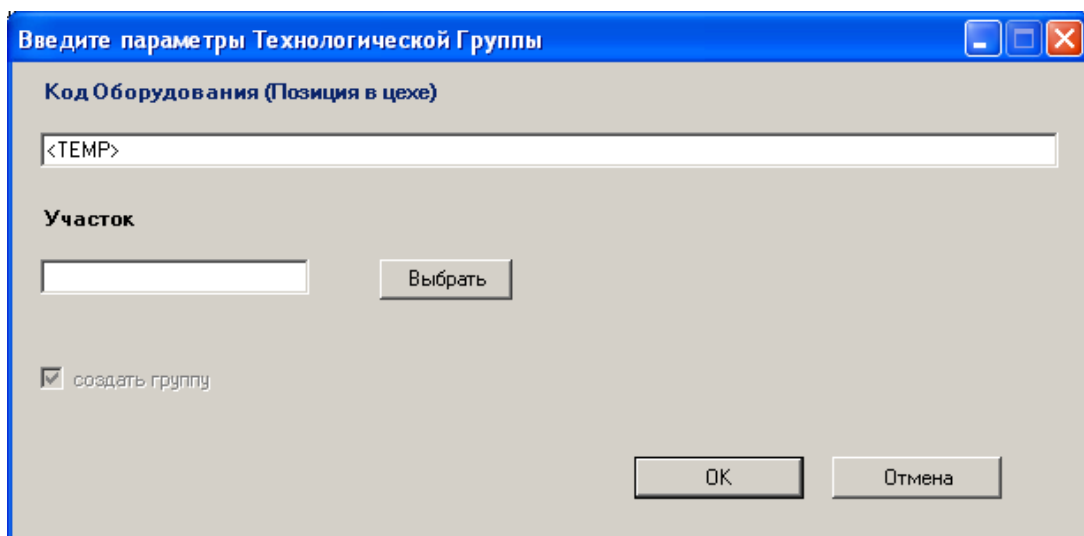 Введите параметры Технологической Группы
Код Оборудования (Позиция в цехе)
<TEMP>
Участок
Выбрать
создать группу
OK
Отмена